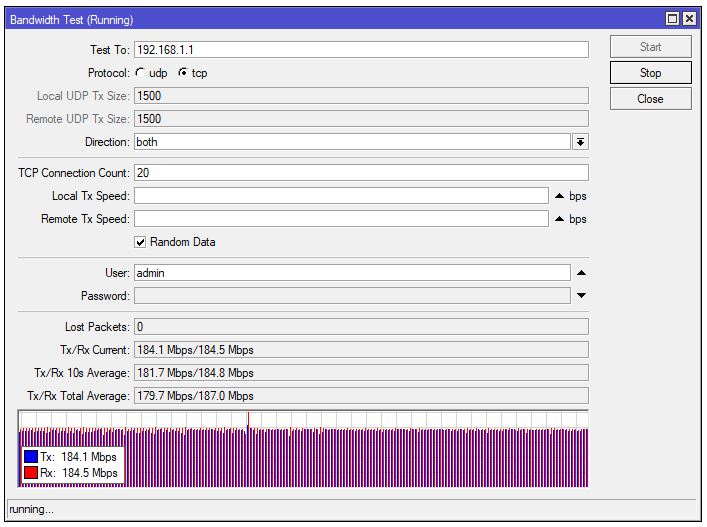 Bandwidth Test (Running)
Test To: 192.168.1.1
Start
Protocol: udp tcp
Stop
Local UDP Tx Size: 1500
Close
Remote UDP Tx Size: 1500
Direction: both
TCP Connection Count: 20
Local Tx Speed: bps
Remote Tx Speed: bps
Random Data
User: admin
Password:
Lost Packets: 0
Tx/Rx Current: 184.1 Mbps/184.5 Mbps
Tx/Rx 10s Average: 181.7 Mbps/184.8 Mbps
Tx/Rx Total Average: 179.7 Mbps/187.0 Mbps
Tx: 184.1 Mbps
Rx: 184.5 Mbps
running...